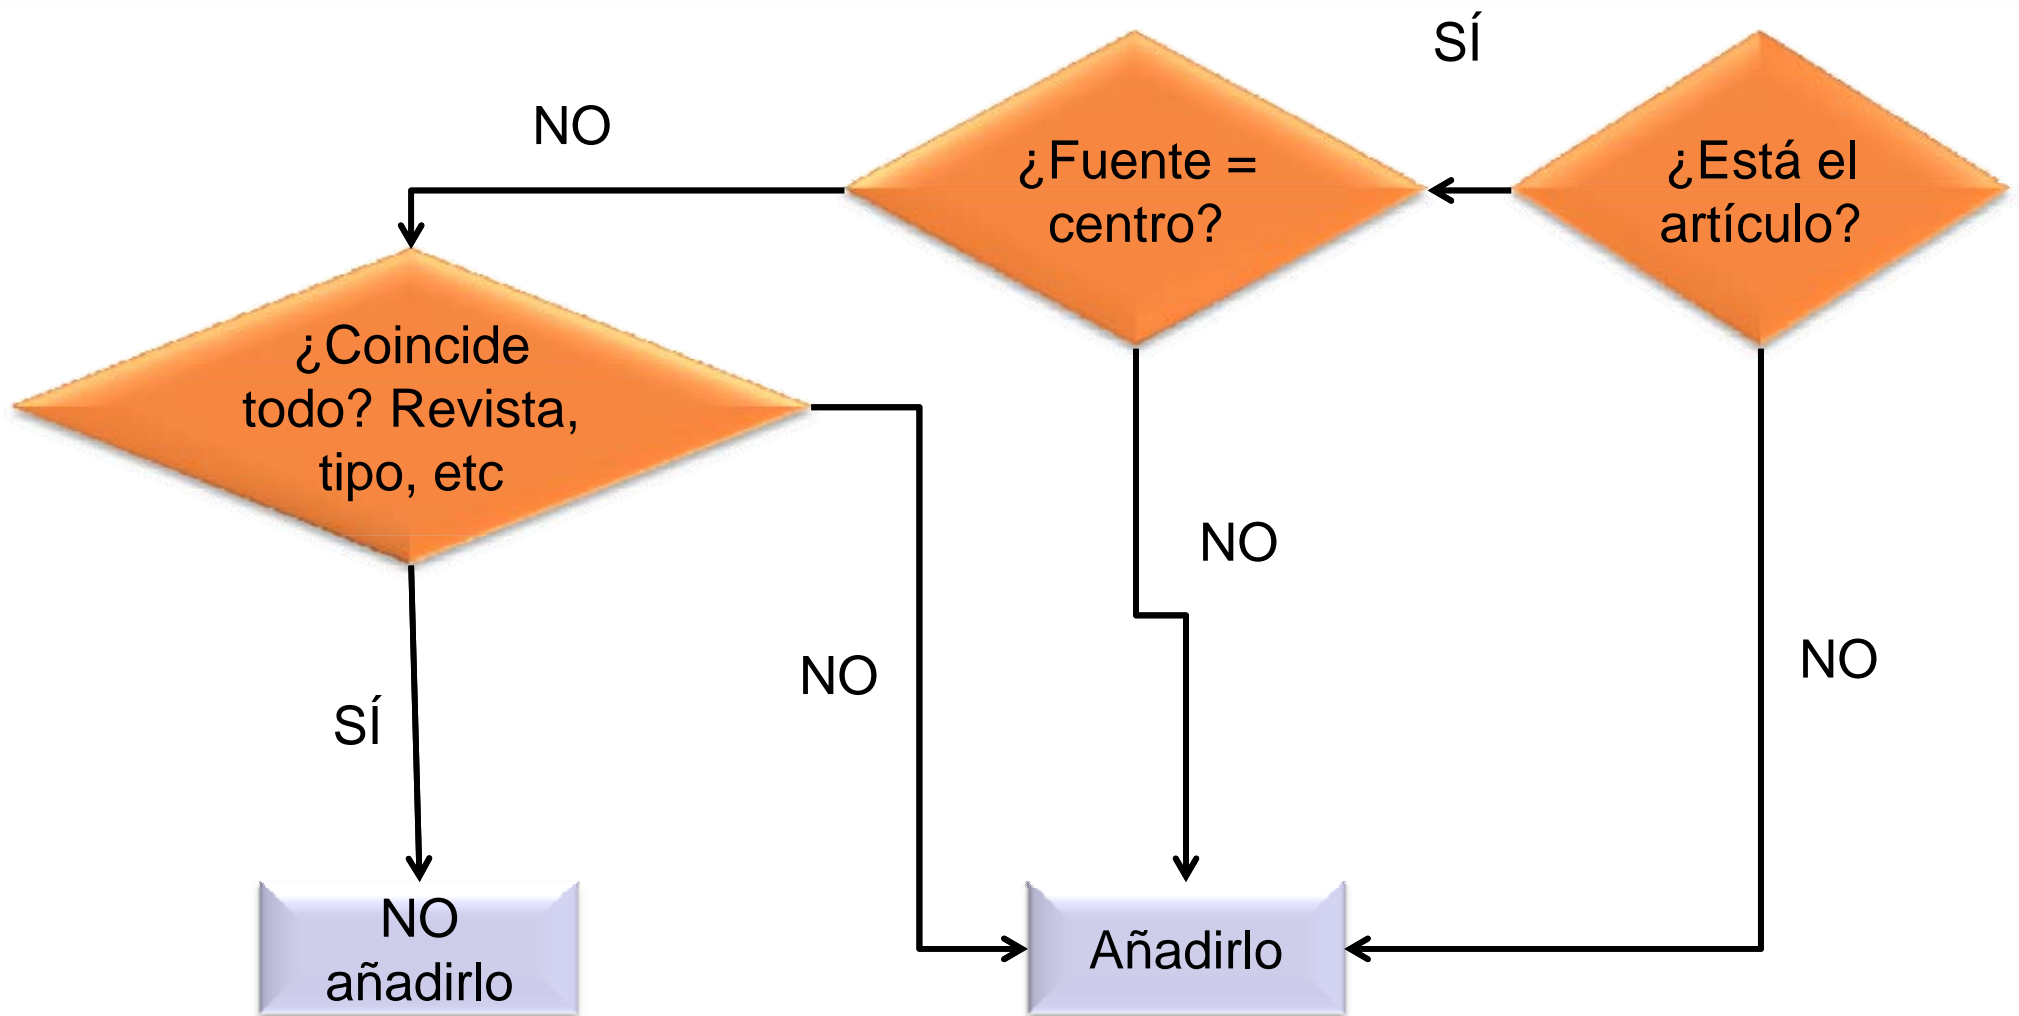 SÍ
NO
¿Fuente =
centro?
¿Está el
artículo?
¿Coincide
todo? Revista,
tipo, etc
NO
NO
NO
SÍ
NO
añadirlo
Añadirlo